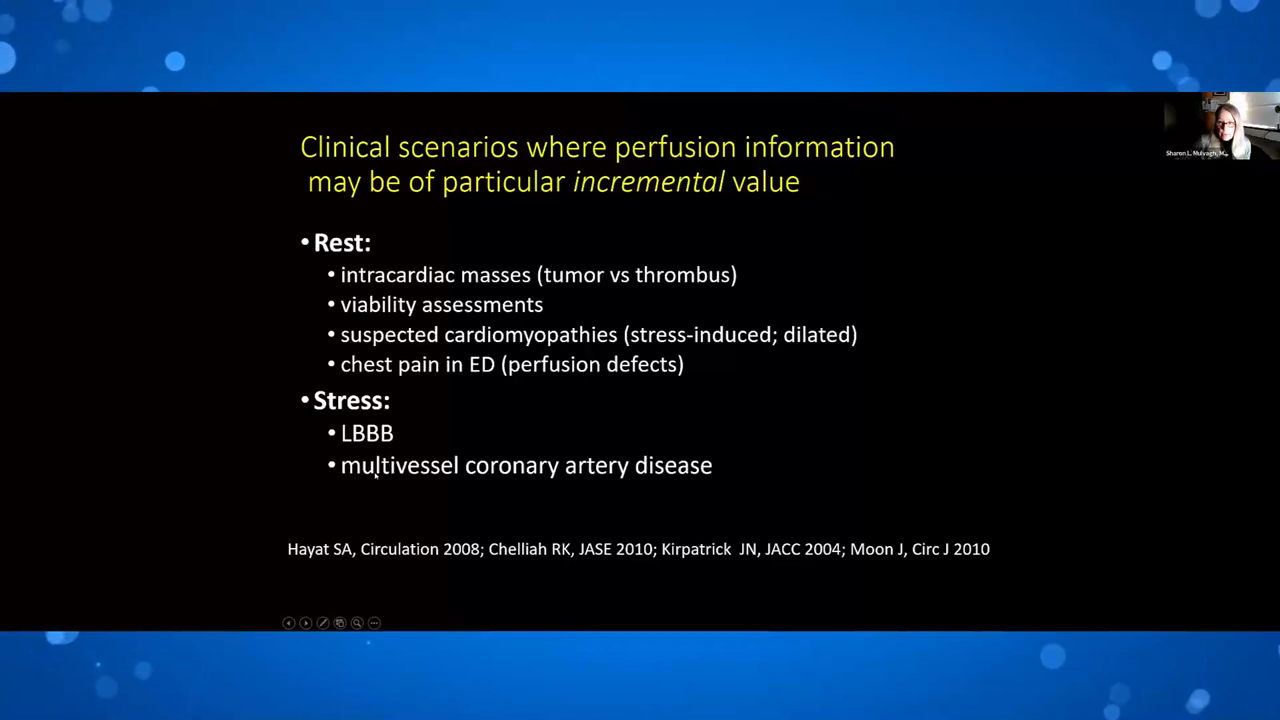 Clinical scenarios where perfusion information
may be of particular incremental value
Sharon L. Mulvagh, M...
• Rest:
• intracardiac masses (tumor vs thrombus)
• viability assessments
• suspected cardiomyopathies (stress-induced; dilated)
• chest pain in ED (perfusion defects)
• Stress:
• LBBB
• multivessel coronary artery disease
Hayat SA, Circulation 2008; Chelliah RK, JASE 2010; Kirpatrick JN, JACC 2004; Moon J, Circ J 2010